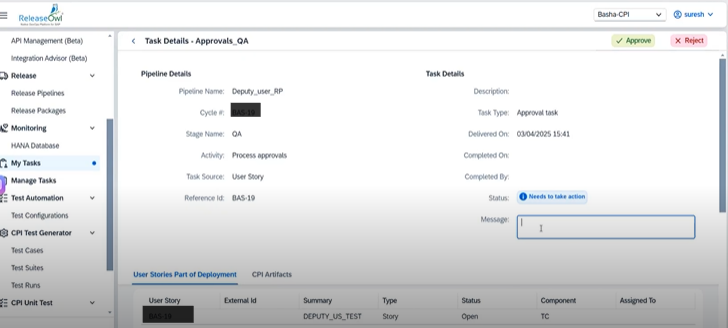 ReleaseOwl
Basha-CPI
suresh
API Management (Beta)
Integration Advisor (Beta)
Release
Release Pipelines
Release Packages
Monitoring
HANA Database
My Tasks
Manage Tasks
Test Automation
Test Configurations
CPI Test Generator
Test Cases
Test Suites
Test Runs
CPI Unit Test
Task Details - Approvals_QA
Approve
Reject
Pipeline Details
Pipeline Name: Deputy_user_RP
Cycle #:
Stage Name: QA
Activity: Process approvals
Task Source: User Story
Reference Id: BAS-19
Task Details
Description:
Task Type: Approval task
Delivered On: 03/04/2025 15:41
Completed On:
Completed By:
Status: Needs to take action
Message:
User Stories Part of Deployment CPI Artifacts
User Story External Id Summary Type Status Component Assigned To
DEPUTY_US_TEST Story Open TC